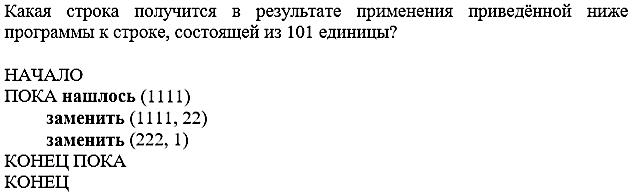 Какая строка получится в результате применения приведённой ниже
программы к строке, состоящей из 101 единицы?
НАЧАЛО
ПОКА нашлось (1111)
заменить (1111, 22)
заменить (222, 1)
КОНЕЦ ПОКА
КОНЕЦ